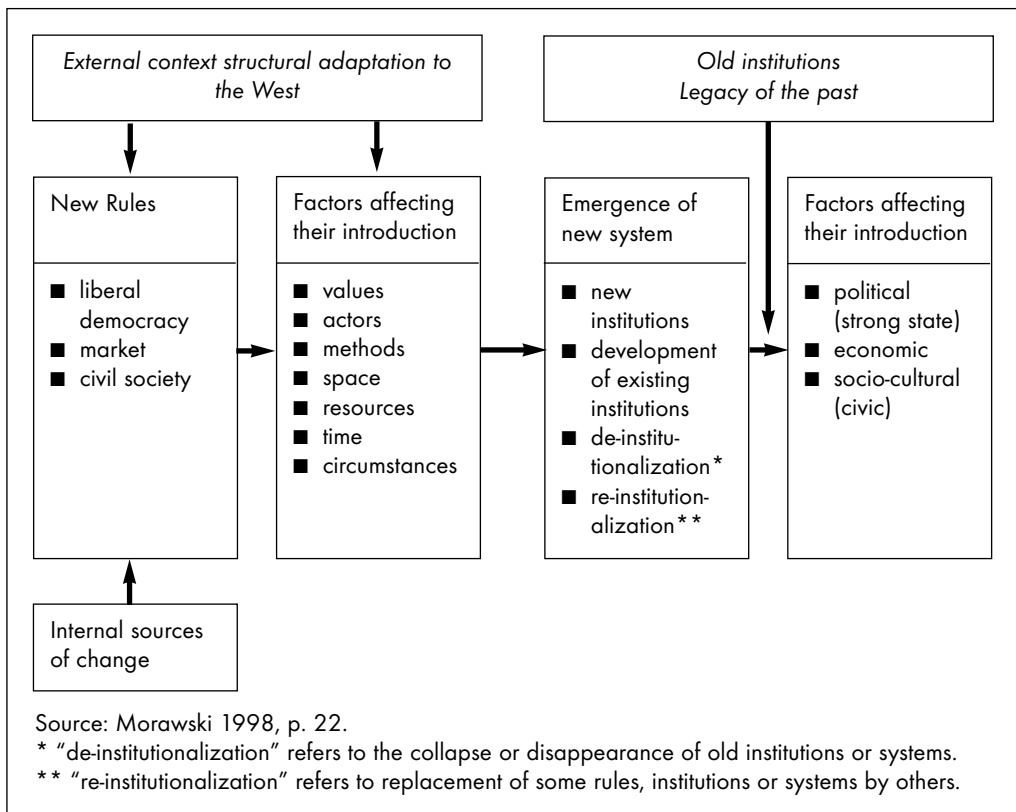 External context structural adaptation to
the West
Old institutions
Legacy of the past
New Rules
■ liberal
democracy
■ market
■ civil society
Factors affecting
their introduction
■ values
■ actors
■ methods
■ space
■ resources
■ time
■ circumstances
Emergence of
new system
■ new
institutions
■ development
of existing
institutions
■ de-institu-
tionalization*
■ re-institution-
alization**
Factors affecting
their introduction
■ political
(strong state)
■ economic
■ socio-cultural
(civic)
Internal sources
of change
Source: Morawski 1998, p. 22.
* “de-institutionalization” refers to the collapse or disappearance of old institutions or systems.
** “re-institutionalization” refers to replacement of some rules, institutions or systems by others.